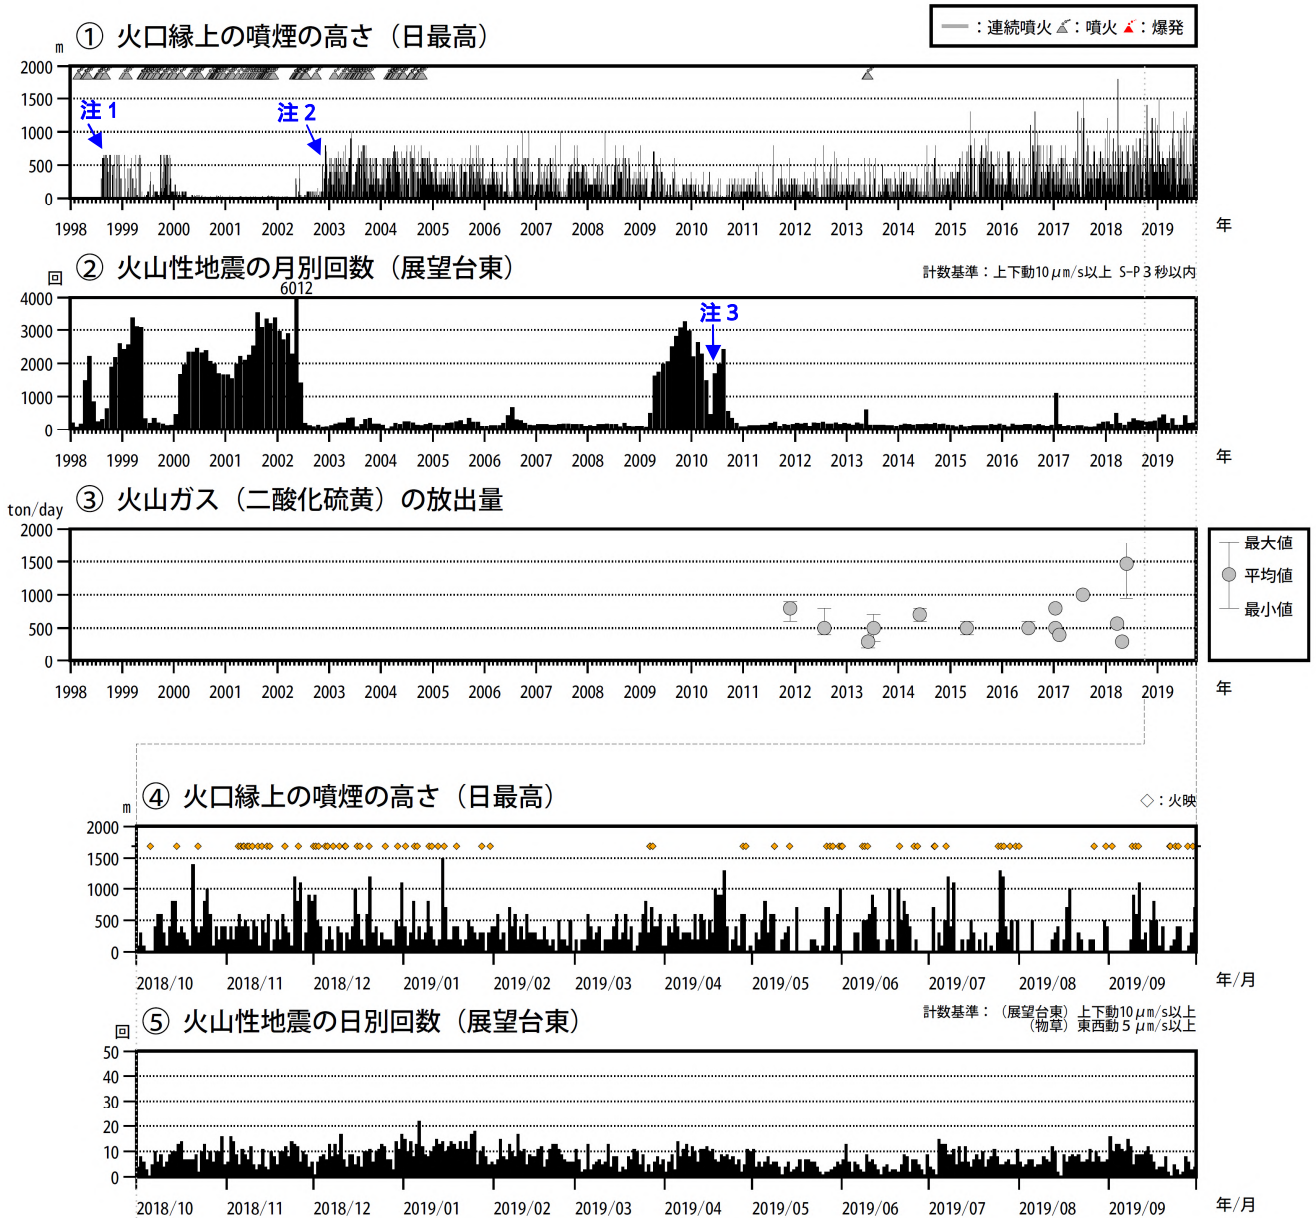 ① 火口縁上の噴煙の高さ（日最高）
：連続噴火 ：噴火 ：爆発
m
2000
1500
1000
500
0
注１
注２
1998 1999 2000 2001 2002 2003 2004 2005 2006 2007 2008 2009 2010 2011 2012 2013 2014 2015 2016 2017 2018 2019 年
② 火山性地震の月別回数（展望台東）
計数基準：上下動10μm/s以上 S-P３秒以内
回
6012
4000
3000
2000
1000
0
注３
1998 1999 2000 2001 2002 2003 2004 2005 2006 2007 2008 2009 2010 2011 2012 2013 2014 2015 2016 2017 2018 2019 年
③ 火山ガス（二酸化硫黄）の放出量
ton/day
2000
1500
1000
500
0
最大値
平均値
最小値
1998 1999 2000 2001 2002 2003 2004 2005 2006 2007 2008 2009 2010 2011 2012 2013 2014 2015 2016 2017 2018 2019 年
④ 火口縁上の噴煙の高さ（日最高）
◇：火映
m
2000
1500
1000
500
0
2018/10 2018/11 2018/12 2019/01 2019/02 2019/03 2019/04 2019/05 2019/06 2019/07 2019/08 2019/09 年/月
⑤ 火山性地震の日別回数（展望台東）
計数基準：（展望台東）上下動10μm/s以上
（物草）東西動５μm/s以上
回
50
40
30
20
10
0
2018/10 2018/11 2018/12 2019/01 2019/02 2019/03 2019/04 2019/05 2019/06 2019/07 2019/08 2019/09 年/月